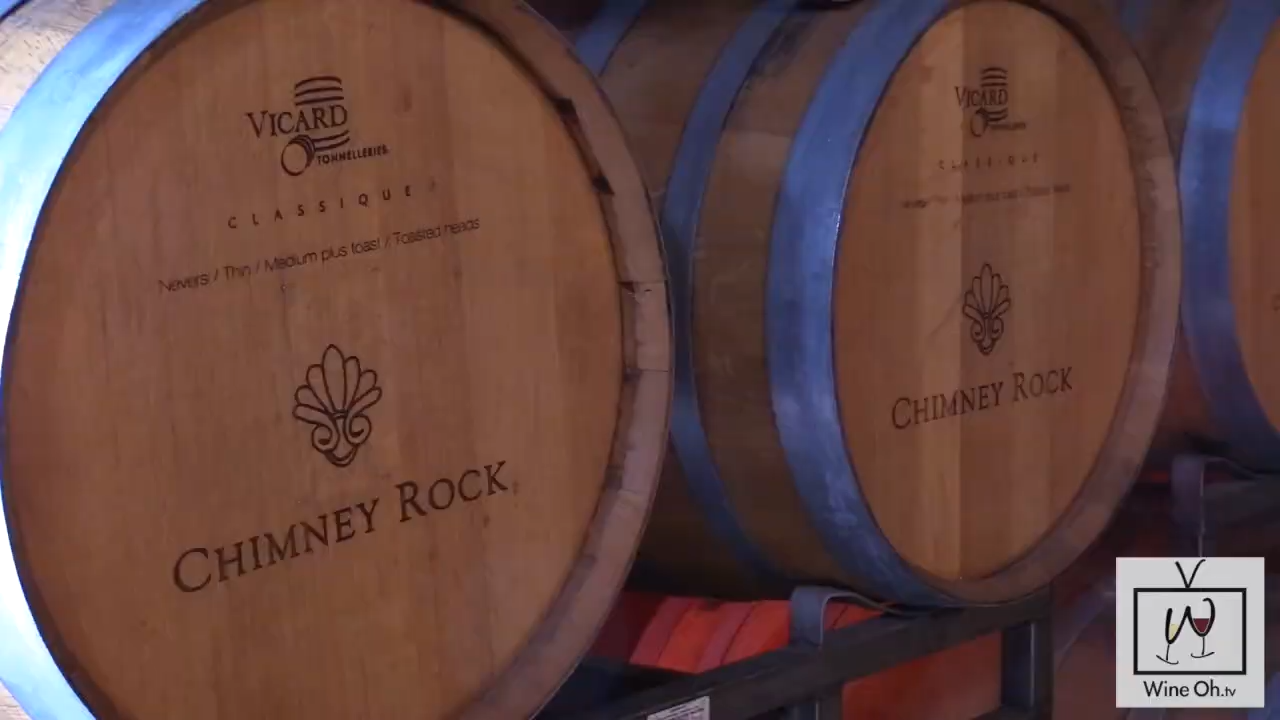 VICARD
TONNELLERIES
CLASSIQUE
Nevers / Thin / Medium plus toast / Toasted heads
CHIMNEY ROCK
VICARD
TONNELLERIES
CLASSIQUE
CHIMNEY ROCK
Wine Oh.tv